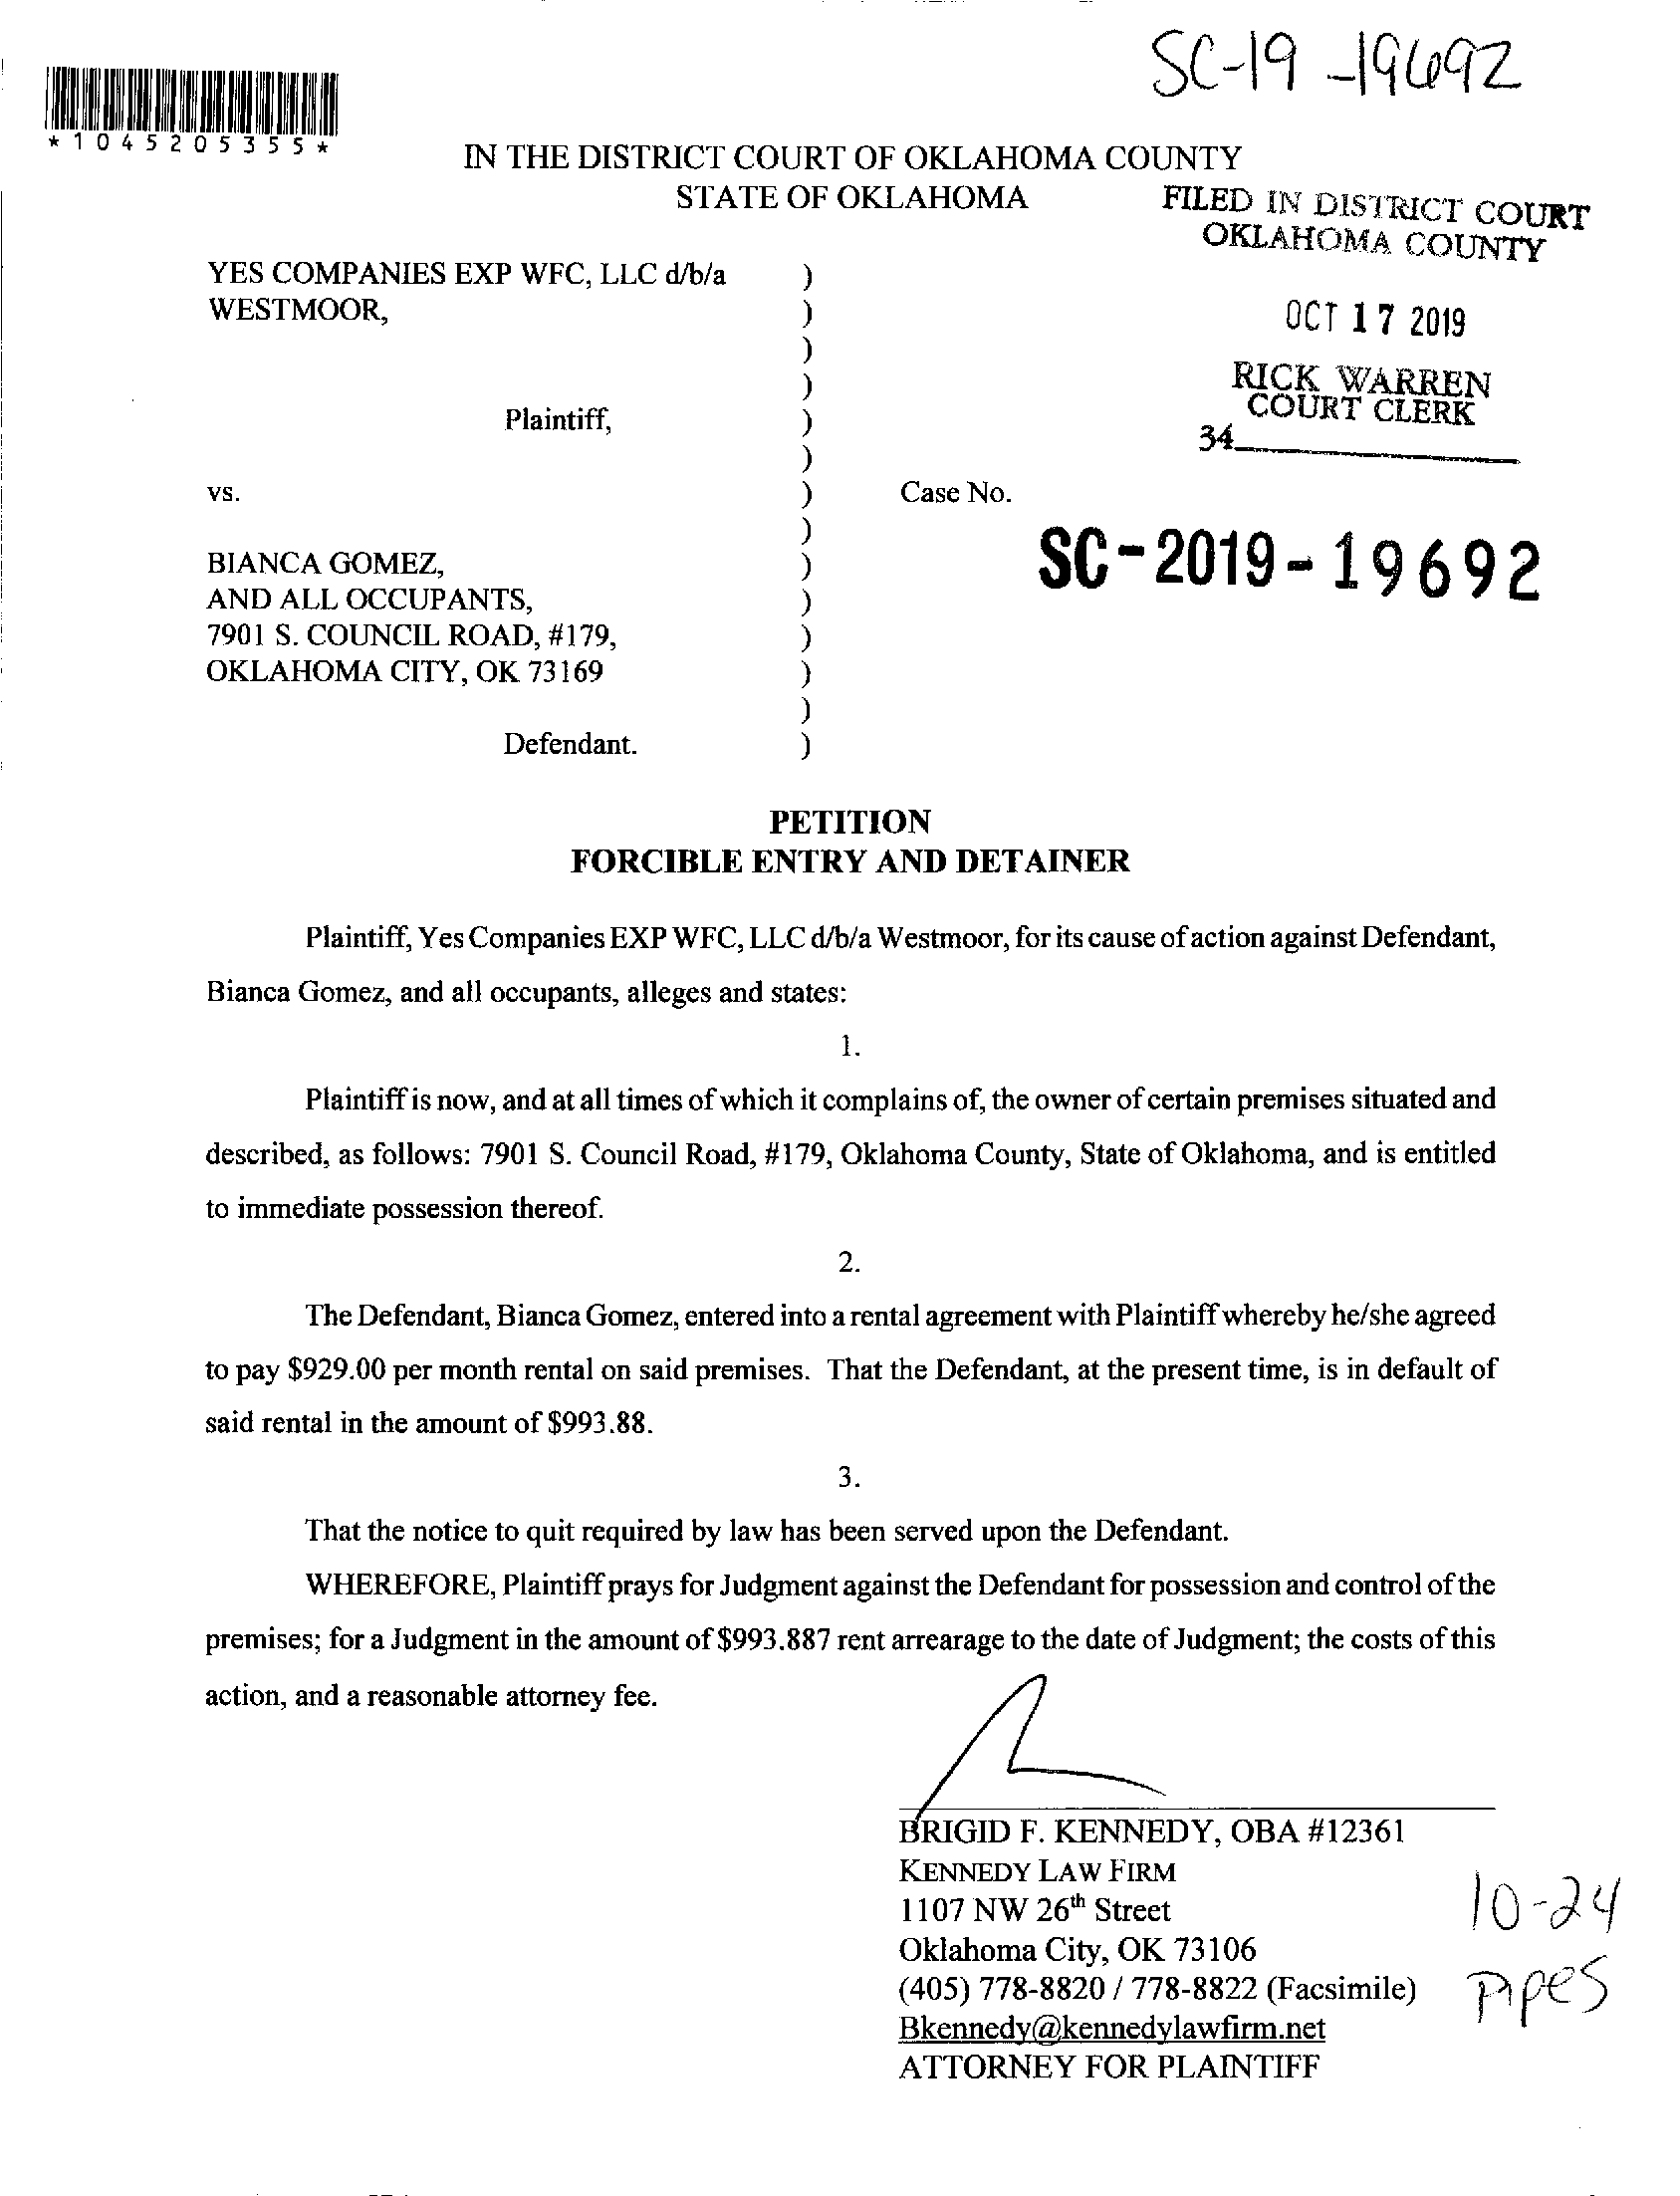 SC-19-19692
*1045205355*
IN THE DISTRICT COURT OF OKLAHOMA COUNTY
STATE OF OKLAHOMA
FILED IN DISTRICT COURT
OKLAHOMA COUNTY
OCT 17 2019
RICK WARREN
COURT CLERK
34
YES COMPANIES EXP WFC, LLC d/b/a )
WESTMOOR, )
)
)
Plaintiff, )
)
vs. ) Case No.
)
SC-2019-19692
BIANCA GOMEZ, )
AND ALL OCCUPANTS, )
7901 S. COUNCIL ROAD, #179, )
OKLAHOMA CITY, OK 73169 )
)
Defendant. )
PETITION
FORCIBLE ENTRY AND DETAINER
Plaintiff, Yes Companies EXP WFC, LLC d/b/a Westmoor, for its cause of action against Defendant,
Bianca Gomez, and all occupants, alleges and states:
1.
Plaintiff is now, and at all times of which it complains of, the owner of certain premises situated and
described, as follows: 7901 S. Council Road, #179, Oklahoma County, State of Oklahoma, and is entitled
to immediate possession thereof.
2.
The Defendant, Bianca Gomez, entered into a rental agreement with Plaintiff whereby he/she agreed
to pay $929.00 per month rental on said premises. That the Defendant, at the present time, is in default of
said rental in the amount of $993.88.
3.
That the notice to quit required by law has been served upon the Defendant.
WHEREFORE, Plaintiff prays for Judgment against the Defendant for possession and control of the
premises; for a Judgment in the amount of $993.887 rent arrearage to the date of Judgment; the costs of this
action, and a reasonable attorney fee.
BRIGID F. KENNEDY, OBA #12361
KENNEDY LAW FIRM
1107 NW 26th Street
Oklahoma City, OK 73106
(405) 778-8820 / 778-8822 (Facsimile)
Bkennedy@kennedylawfirm.net
ATTORNEY FOR PLAINTIFF
10-24
Pipes